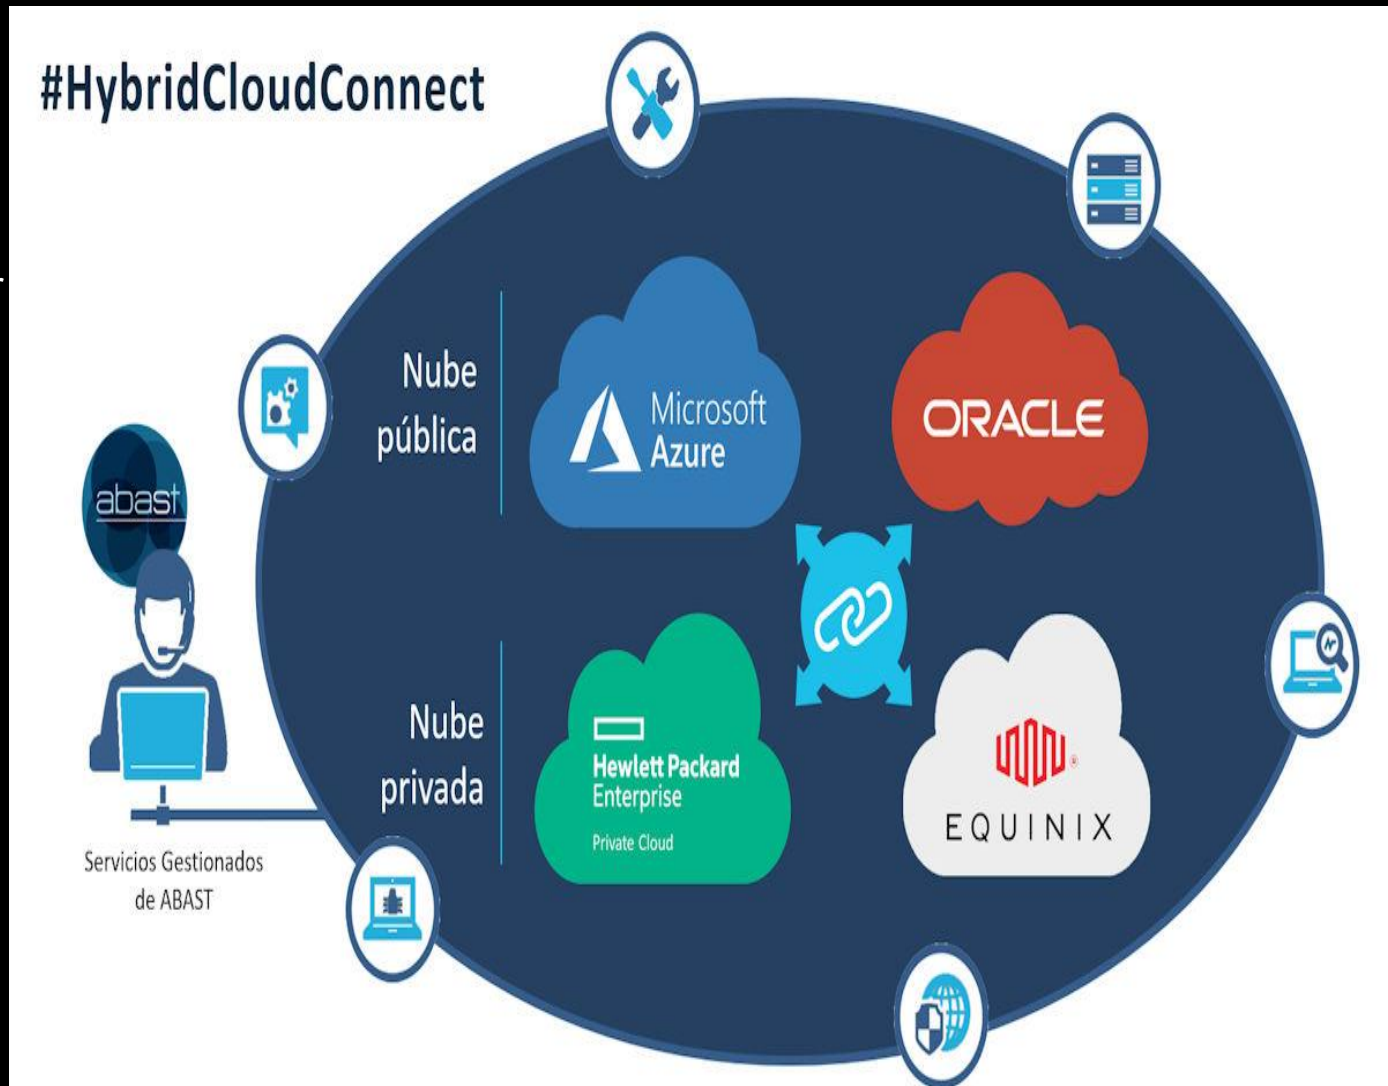 #HybridCloudConnect
Nube
pública
Microsoft
Azure
ORACLE
abast
Nube
privada
Hewlett Packard
Enterprise
Private Cloud
EQUINIX
Servicios Gestionados
de ABAST